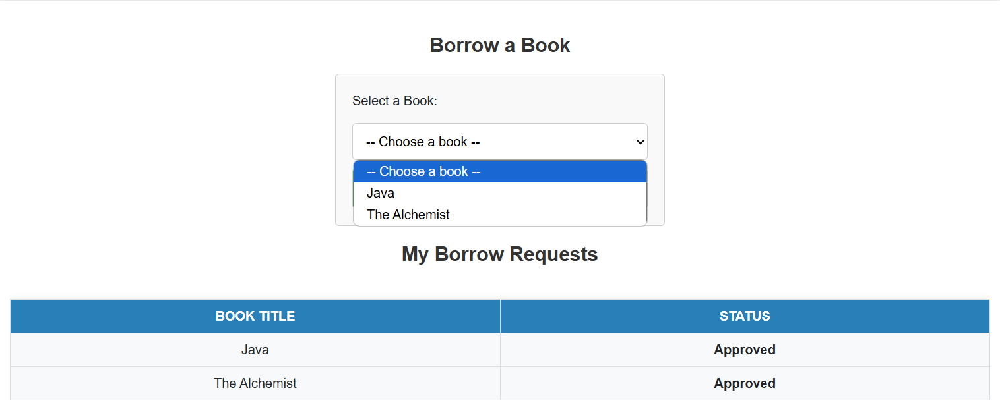 Borrow a Book
Select a Book:
-- Choose a book --
-- Choose a book --
Java
The Alchemist
My Borrow Requests
BOOK TITLE STATUS
Java Approved
The Alchemist Approved